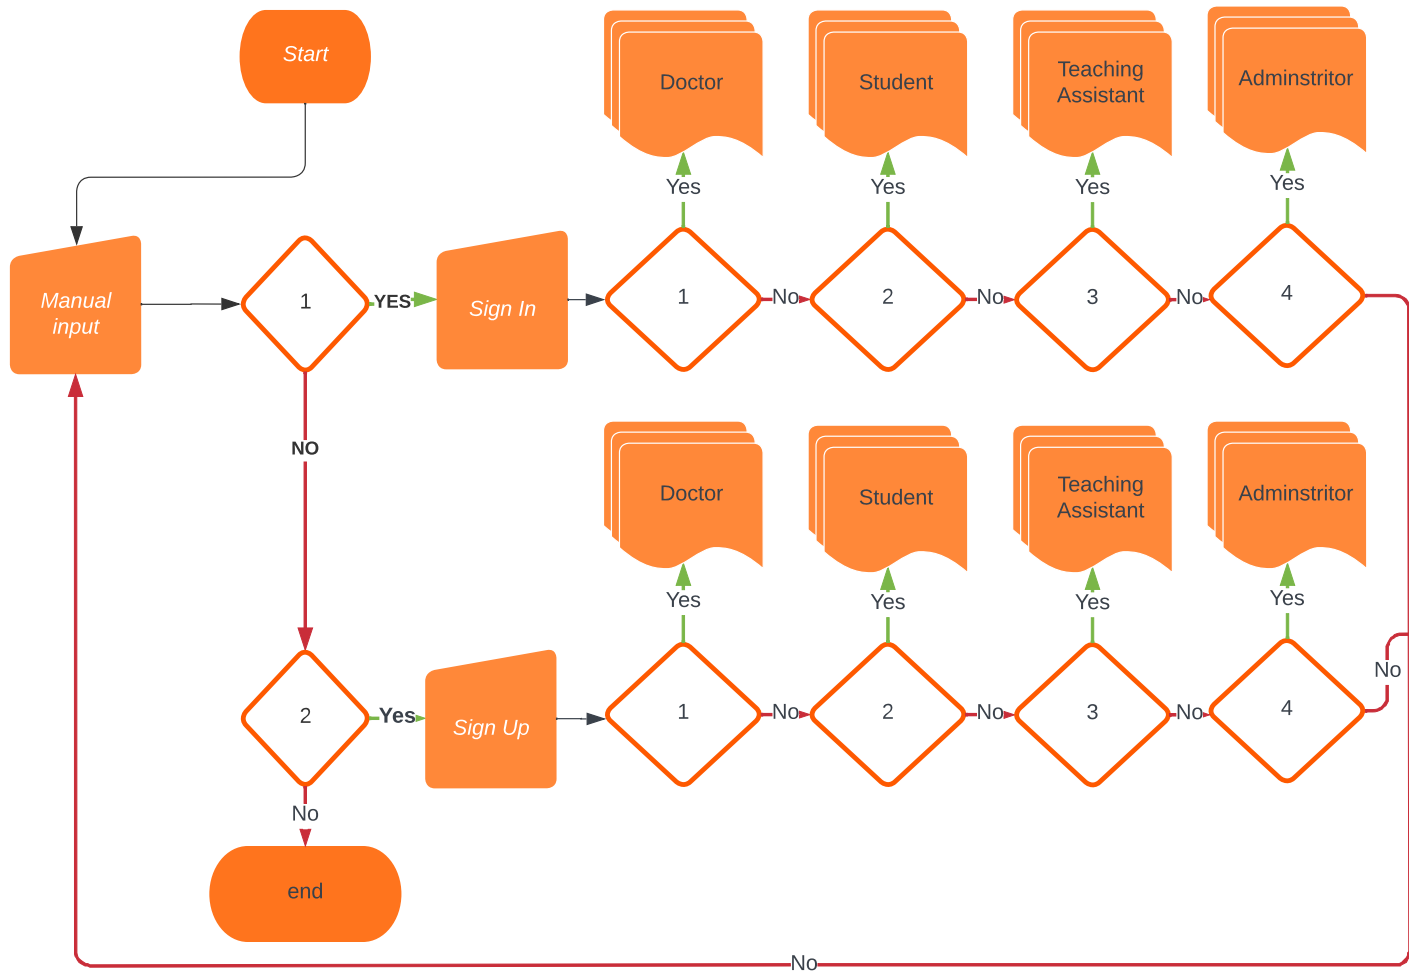 Start
Doctor
Student
Teaching
Assistant
Adminstritor
Yes
Yes
Yes
Yes
Manual
input
1
YES
Sign In
1
No
2
No
3
No
4
NO
Doctor
Student
Teaching
Assistant
Adminstritor
Yes
Yes
Yes
Yes
2
Yes
Sign Up
1
No
2
No
3
No
4
No
No
end
No